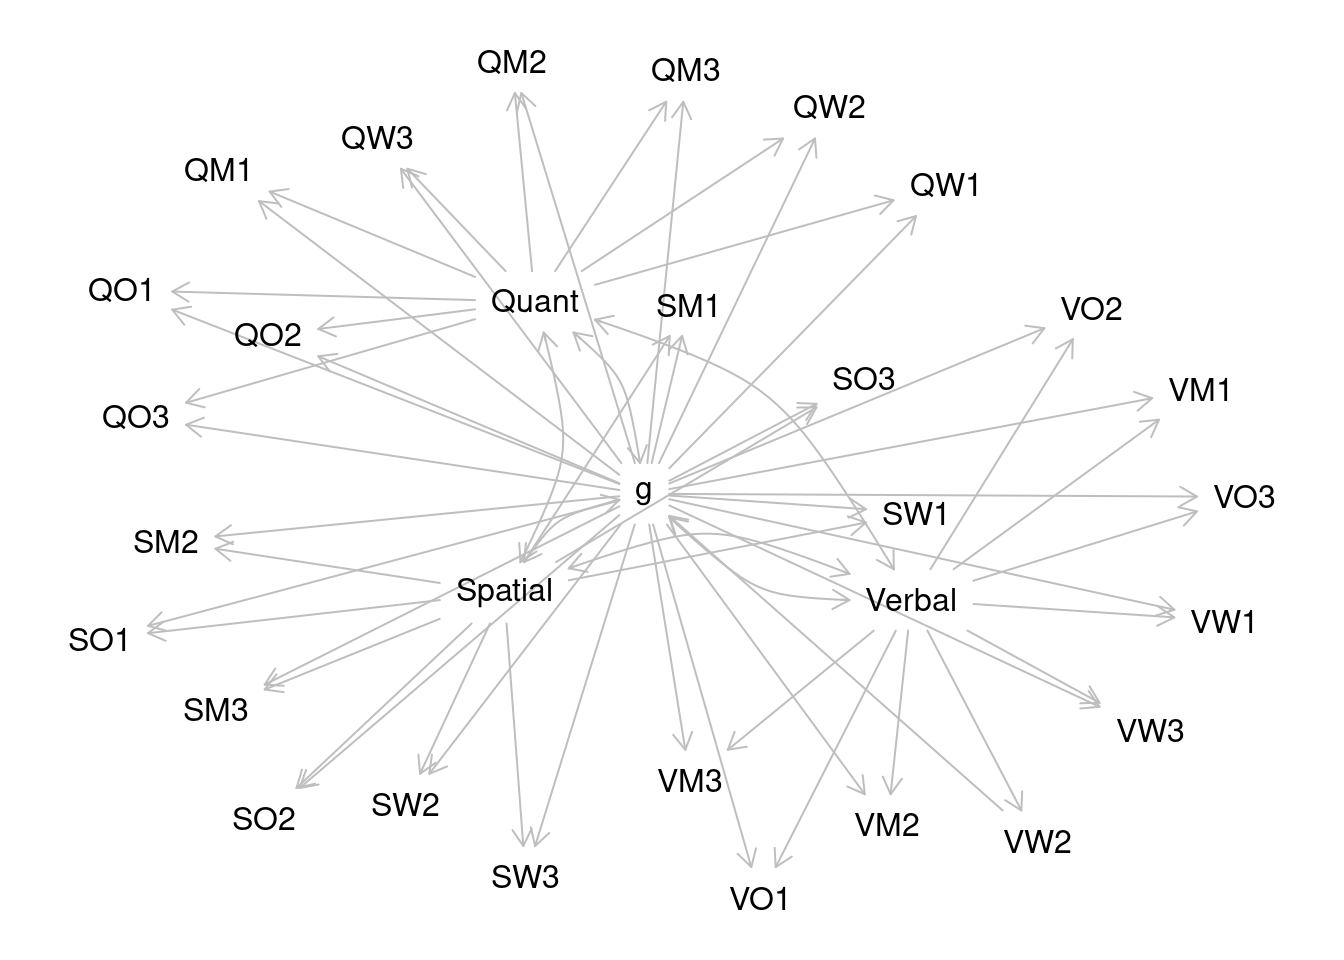 QM2
QM3
QW2
QW3
QM1
QW1
QO1
Quant
SM1
VO2
QO2
SO3
VM1
QO3
g
VO3
SW1
SM2
Spatial
Verbal
VW1
SO1
SM3
VW3
VM3
SW2
SO2
VM2
VW2
SW3
VO1